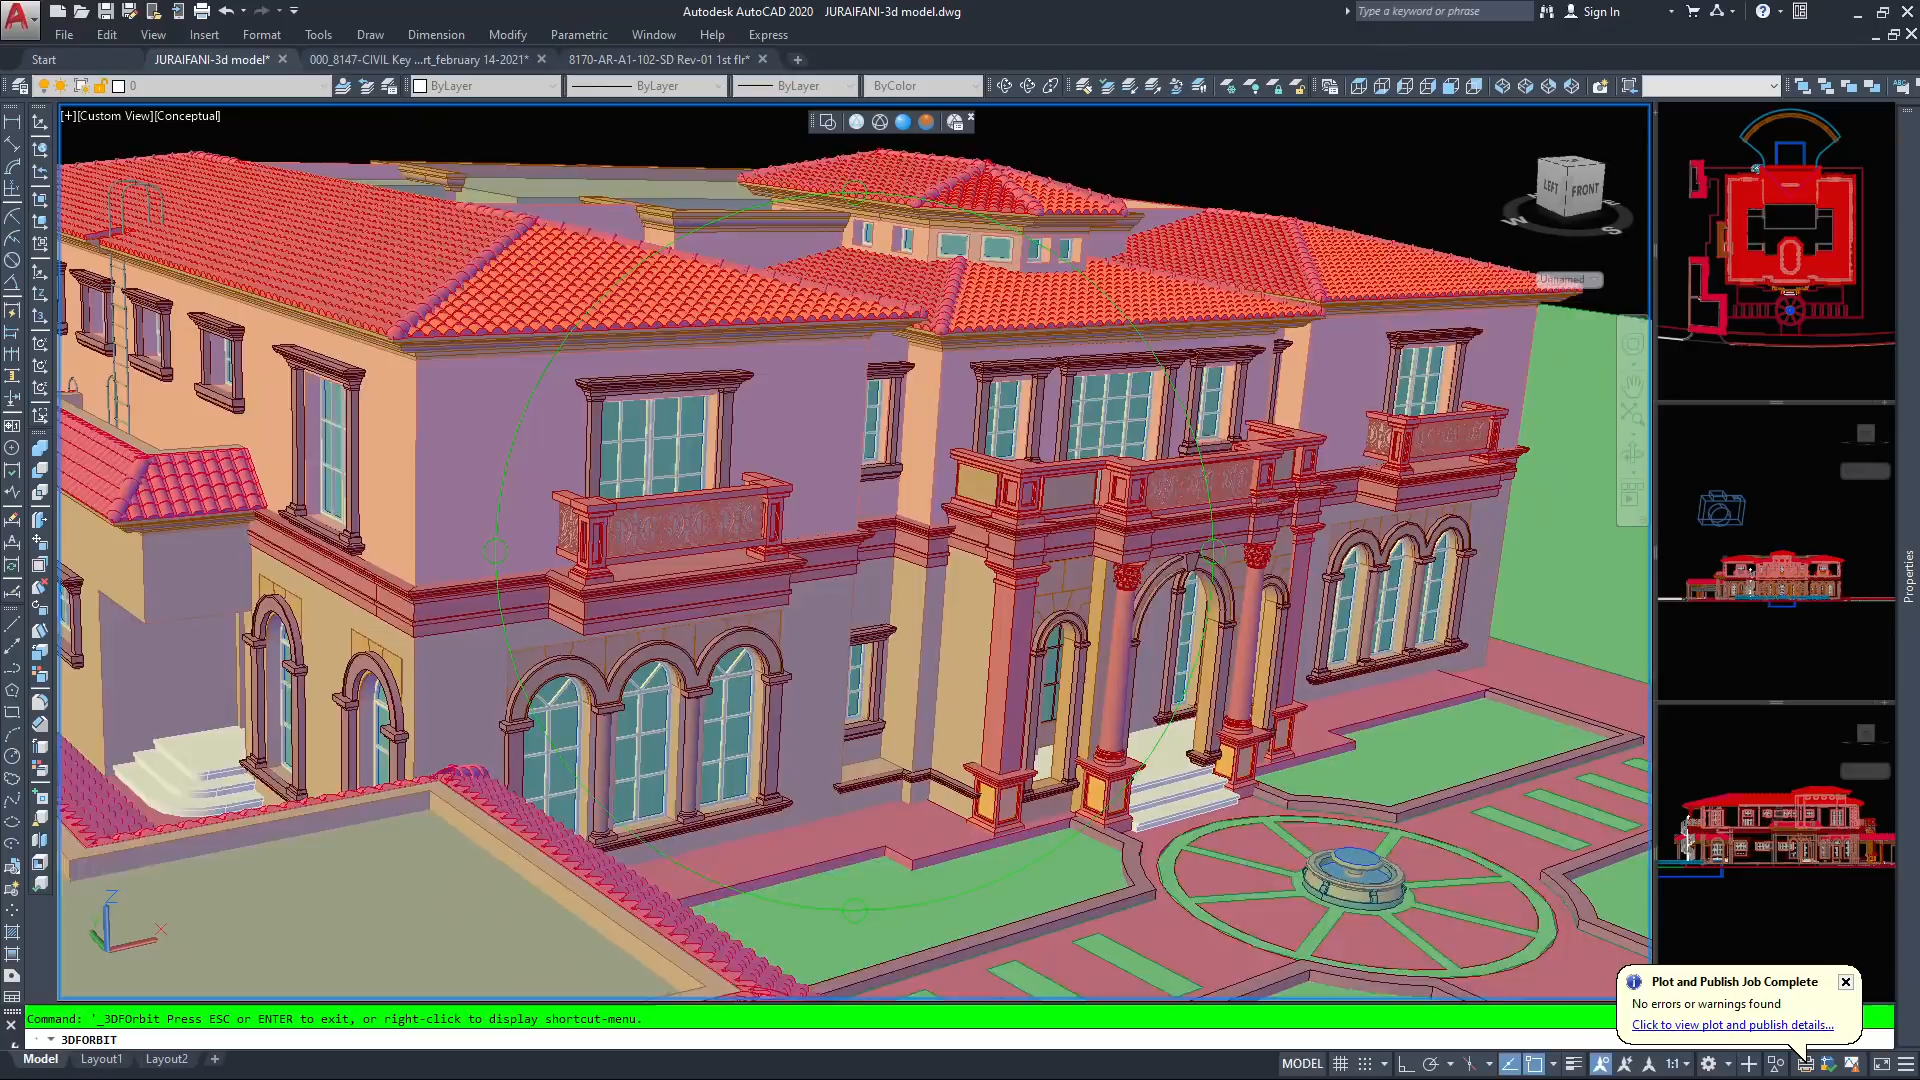 Autodesk AutoCAD 2020 JURAIFANI-3d model.dwg
Type a keyword or phrase
Sign In
File Edit View Insert Format Tools Draw Dimension Modify Parametric Window Help Express
Start JURAIFANI-3d model* 000_8147-CIVIL Key ...rt_february 14-2021* 8170-AR-A1-102-SD Rev-01 1st flr*
0 ByLayer ByLayer ByLayer ByColor
[+][Custom View][Conceptual]
LEFT FRONT
W S
Unnamed
Properties
Z
X
Plot and Publish Job Complete
No errors or warnings found
Click to view plot and publish details...
Command: '_3DFOrbit Press ESC or ENTER to exit, or right-click to display shortcut-menu.
3DFORBIT
Model Layout1 Layout2
MODEL 1:1